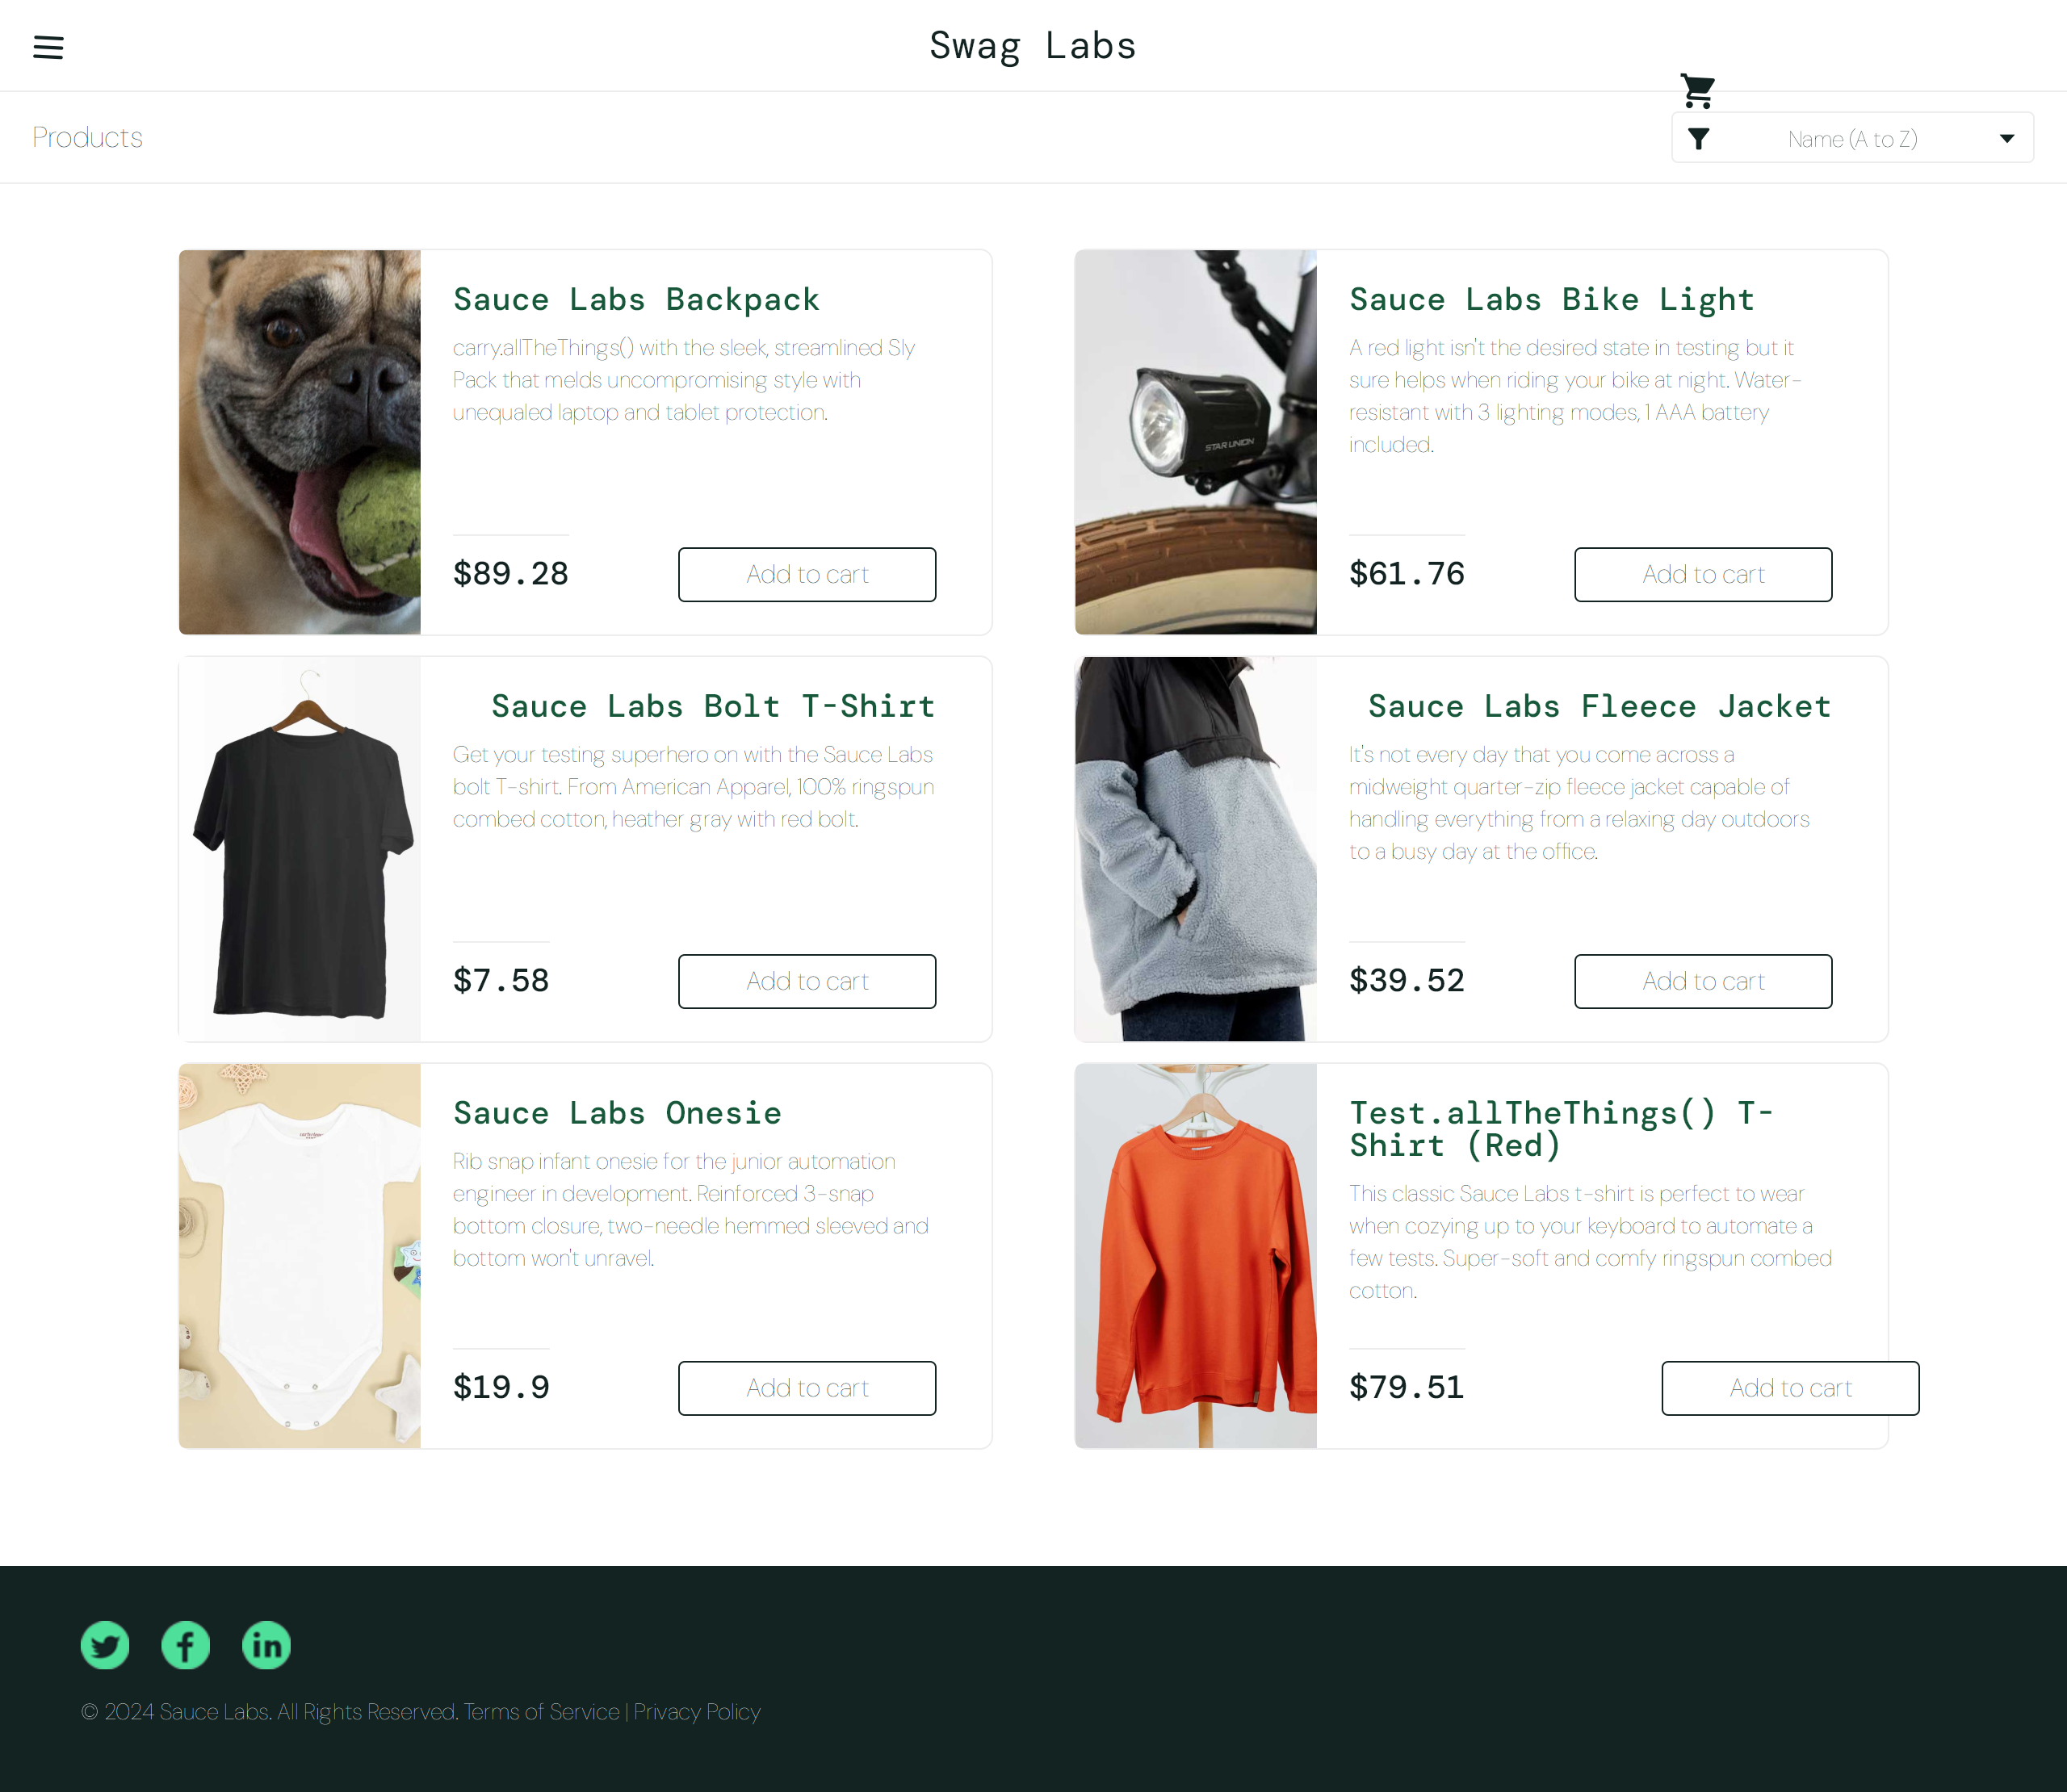 Swag Labs
Products
Name (A to Z)
Sauce Labs Backpack
carry.allTheThings() with the sleek, streamlined Sly
Pack that melds uncompromising style with
unequaled laptop and tablet protection.
$89.28
Add to cart
Sauce Labs Bike Light
A red light isn't the desired state in testing but it
sure helps when riding your bike at night. Water-
resistant with 3 lighting modes, 1 AAA battery
included.
STAR UNION
$61.76
Add to cart
Sauce Labs Bolt T-Shirt
Get your testing superhero on with the Sauce Labs
bolt T-shirt. From American Apparel, 100% ringspun
combed cotton, heather gray with red bolt.
$7.58
Add to cart
Sauce Labs Fleece Jacket
It's not every day that you come across a
midweight quarter-zip fleece jacket capable of
handling everything from a relaxing day outdoors
to a busy day at the office.
$39.52
Add to cart
Sauce Labs Onesie
Rib snap infant onesie for the junior automation
engineer in development. Reinforced 3-snap
bottom closure, two-needle hemmed sleeved and
bottom won't unravel.
$19.9
Add to cart
Test.allTheThings() T-
Shirt (Red)
This classic Sauce Labs t-shirt is perfect to wear
when cozying up to your keyboard to automate a
few tests. Super-soft and comfy ringspun combed
cotton.
$79.51
Add to cart
© 2024 Sauce Labs. All Rights Reserved. Terms of Service | Privacy Policy